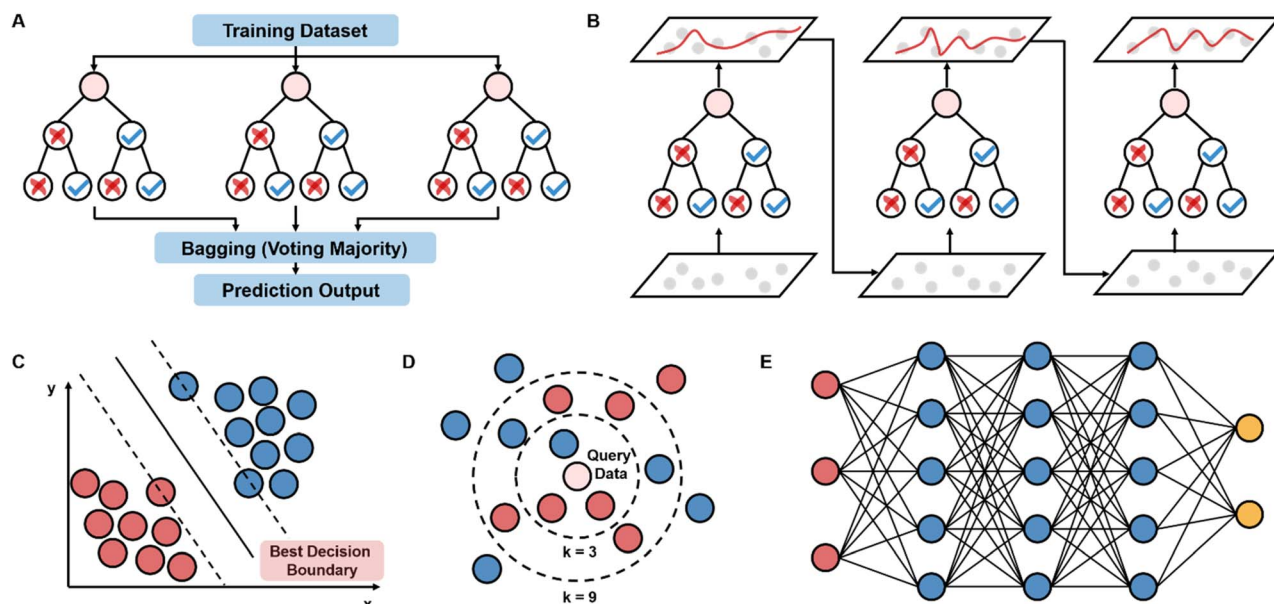 A
Training Dataset
Bagging (Voting Majority)
Prediction Output
B
C
y
Best Decision
Boundary
x
D
Query
Data
k = 3
k = 9
E